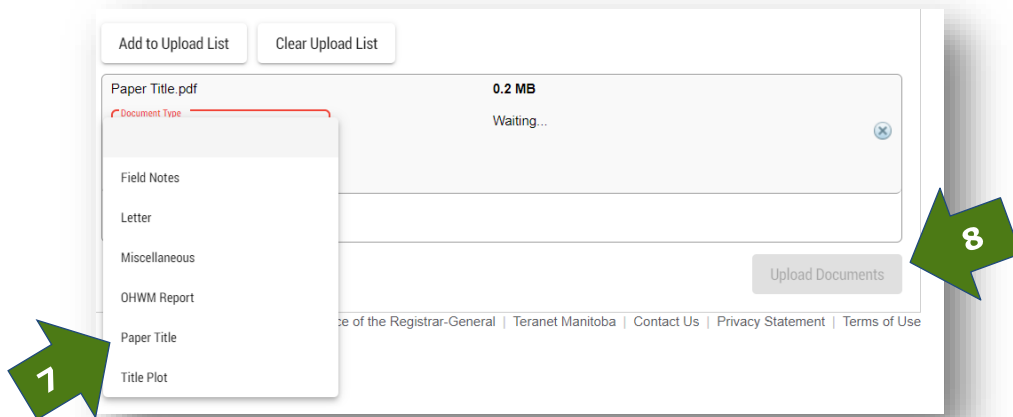 Add to Upload List Clear Upload List
Paper Title.pdf 0.2 MB
Document Type
Waiting...
Field Notes
Letter
Miscellaneous
OHWM Report
Paper Title
Title Plot
8
Upload Documents
of the Registrar-General | Teranet Manitoba | Contact Us | Privacy Statement | Terms of Use
7